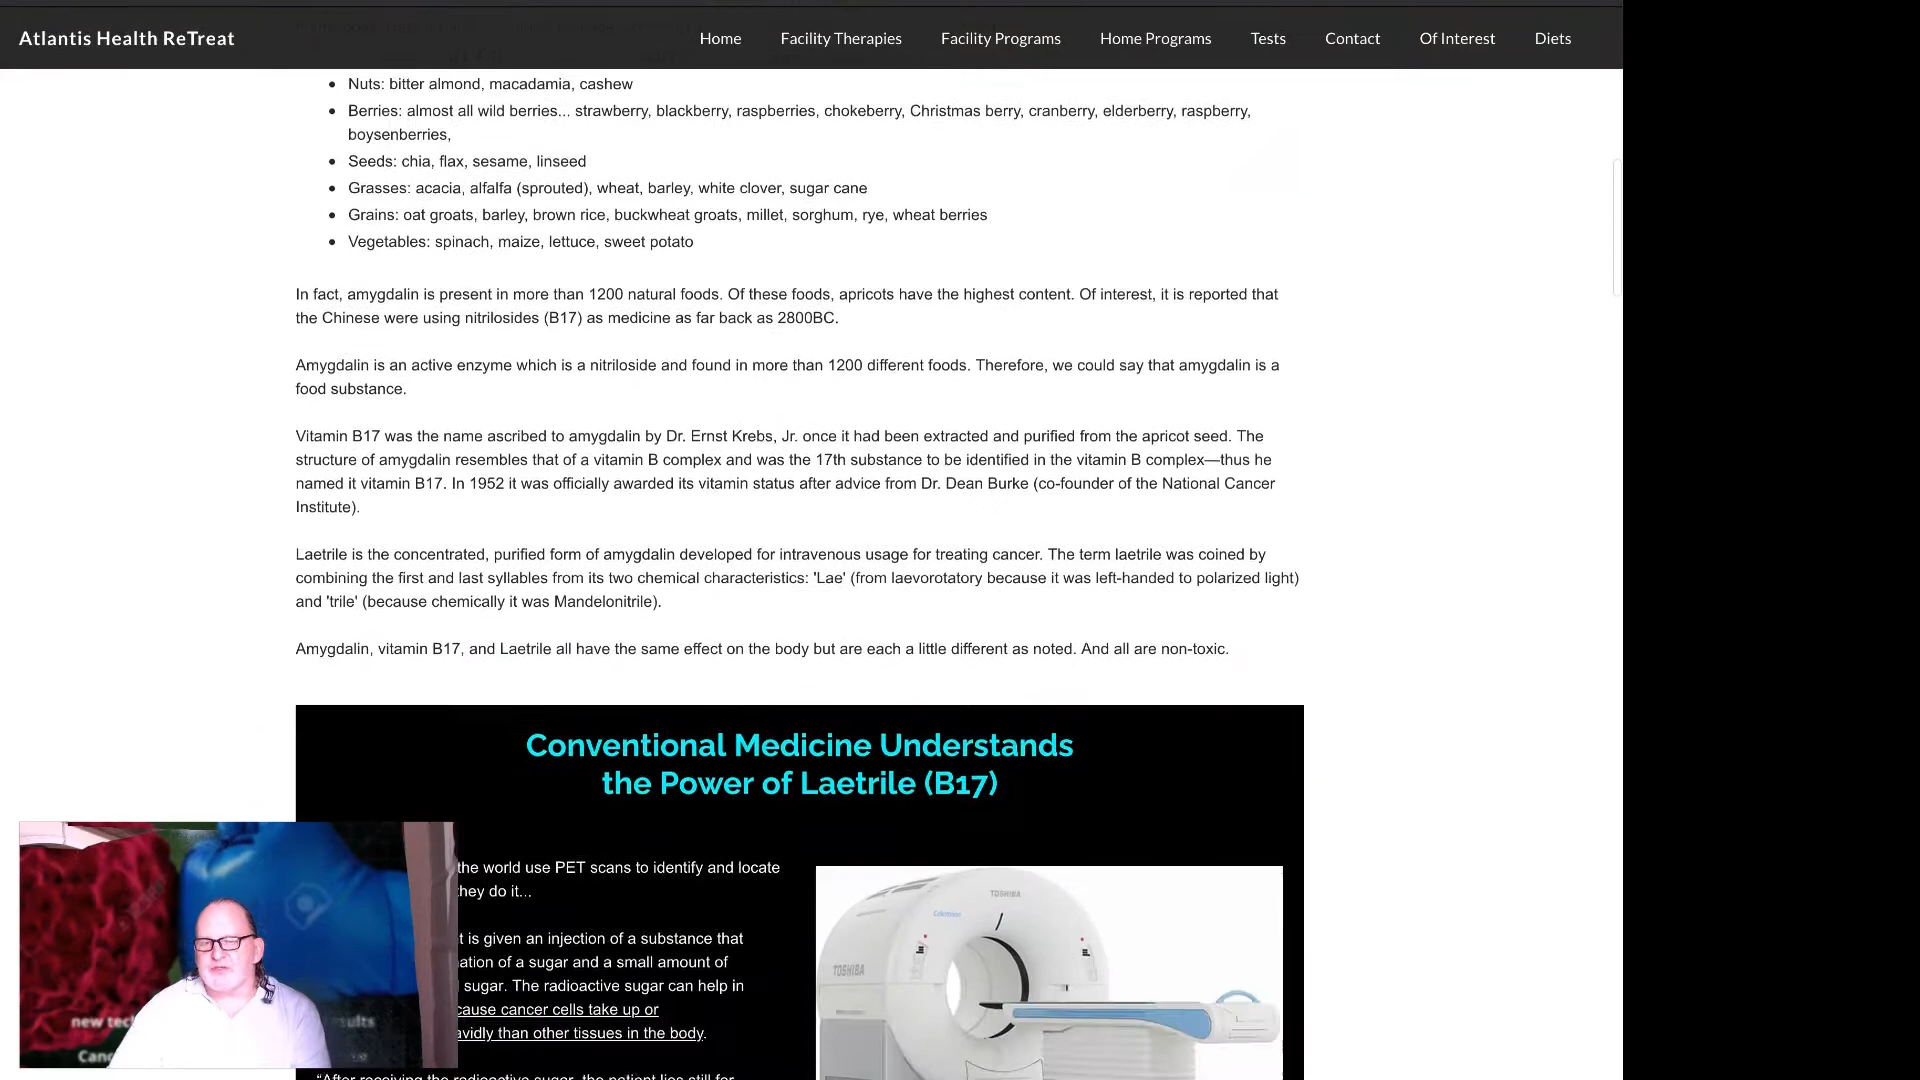 Atlantis Health ReTreat
Home
Facility Therapies
Facility Programs
Home Programs
Tests
Contact
Of Interest
Diets
• Nuts: bitter almond, macadamia, cashew
• Berries: almost all wild berries... strawberry, blackberry, raspberries, chokeberry, Christmas berry, cranberry, elderberry, raspberry,
boysenberries,
• Seeds: chia, flax, sesame, linseed
• Grasses: acacia, alfalfa (sprouted), wheat, barley, white clover, sugar cane
• Grains: oat groats, barley, brown rice, buckwheat groats, millet, sorghum, rye, wheat berries
• Vegetables: spinach, maize, lettuce, sweet potato
In fact, amygdalin is present in more than 1200 natural foods. Of these foods, apricots have the highest content. Of interest, it is reported that
the Chinese were using nitrilosides (B17) as medicine as far back as 2800BC.
Amygdalin is an active enzyme which is a nitriloside and found in more than 1200 different foods. Therefore, we could say that amygdalin is a
food substance.
Vitamin B17 was the name ascribed to amygdalin by Dr. Ernst Krebs, Jr. once it had been extracted and purified from the apricot seed. The
structure of amygdalin resembles that of a vitamin B complex and was the 17th substance to be identified in the vitamin B complex—thus he
named it vitamin B17. In 1952 it was officially awarded its vitamin status after advice from Dr. Dean Burke (co-founder of the National Cancer
Institute).
Laetrile is the concentrated, purified form of amygdalin developed for intravenous usage for treating cancer. The term laetrile was coined by
combining the first and last syllables from its two chemical characteristics: 'Lae' (from laevorotatory because it was left-handed to polarized light)
and 'trile' (because chemically it was Mandelonitrile).
Amygdalin, vitamin B17, and Laetrile all have the same effect on the body but are each a little different as noted. And all are non-toxic.
Conventional Medicine Understands
the Power of Laetrile (B17)
the world use PET scans to identify and locate
they do it...
t is given an injection of a substance that
ation of a sugar and a small amount of
sugar. The radioactive sugar can help in
cause cancer cells take up or
avidly than other tissues in the body.
“After receiving the radioactive sugar, the patient lies still for
TOSHIBA
TOSHIBA
new tec
sults
Canc